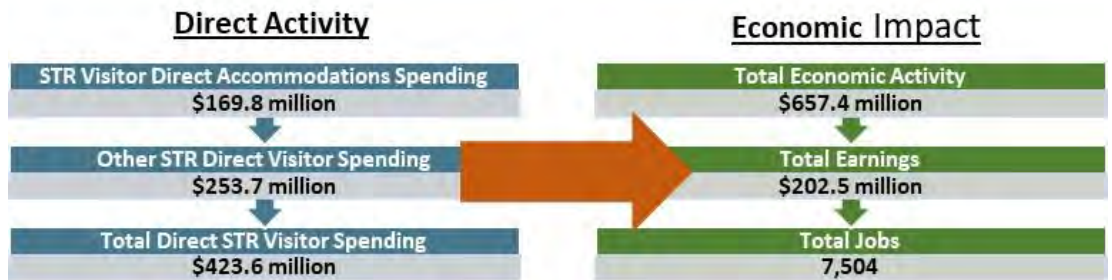 Direct Activity
STR Visitor Direct Accommodations Spending
$169.8 million
Other STR Direct Visitor Spending
$253.7 million
Total Direct STR Visitor Spending
$423.6 million
Economic Impact
Total Economic Activity
$657.4 million
Total Earnings
$202.5 million
Total Jobs
7,504